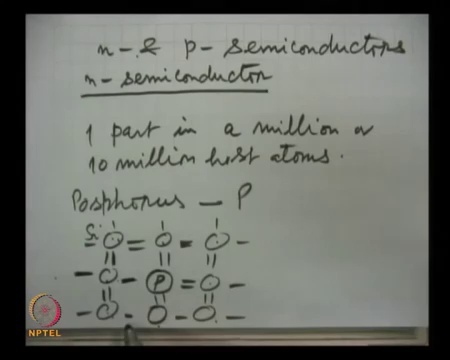 n- & p- semiconductors
n- semiconductor
1 part in a million or
10 million host atoms.
Posphorus — P
Si
P
NPTEL